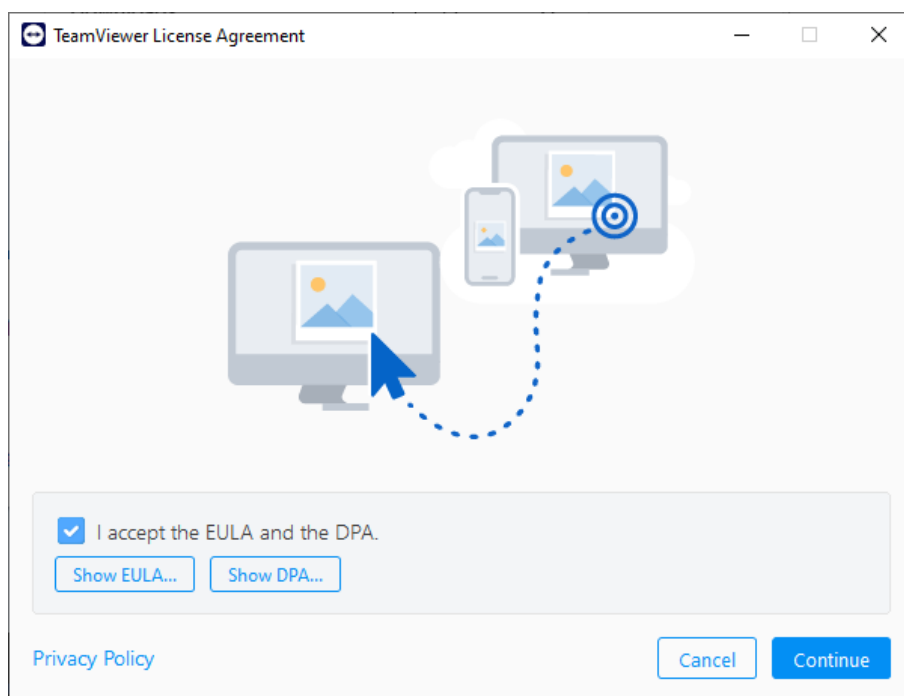 TeamViewer License Agreement
I accept the EULA and the DPA.
Show EULA...
Show DPA...
Privacy Policy
Cancel
Continue